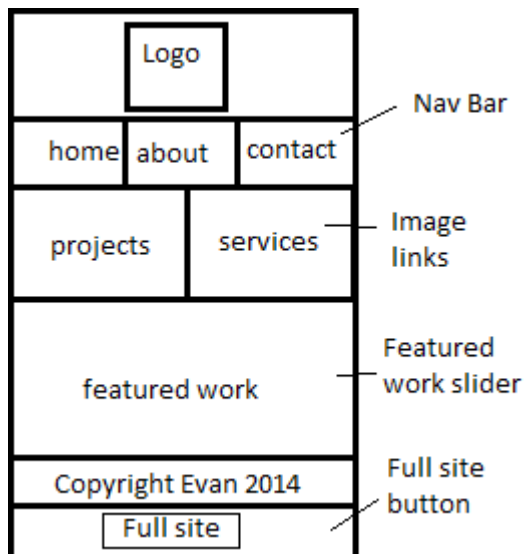 Logo
Nav Bar
home about contact
projects services
Image
links
Featured
work slider
featured work
Full site
button
Copyright Evan 2014
Full site